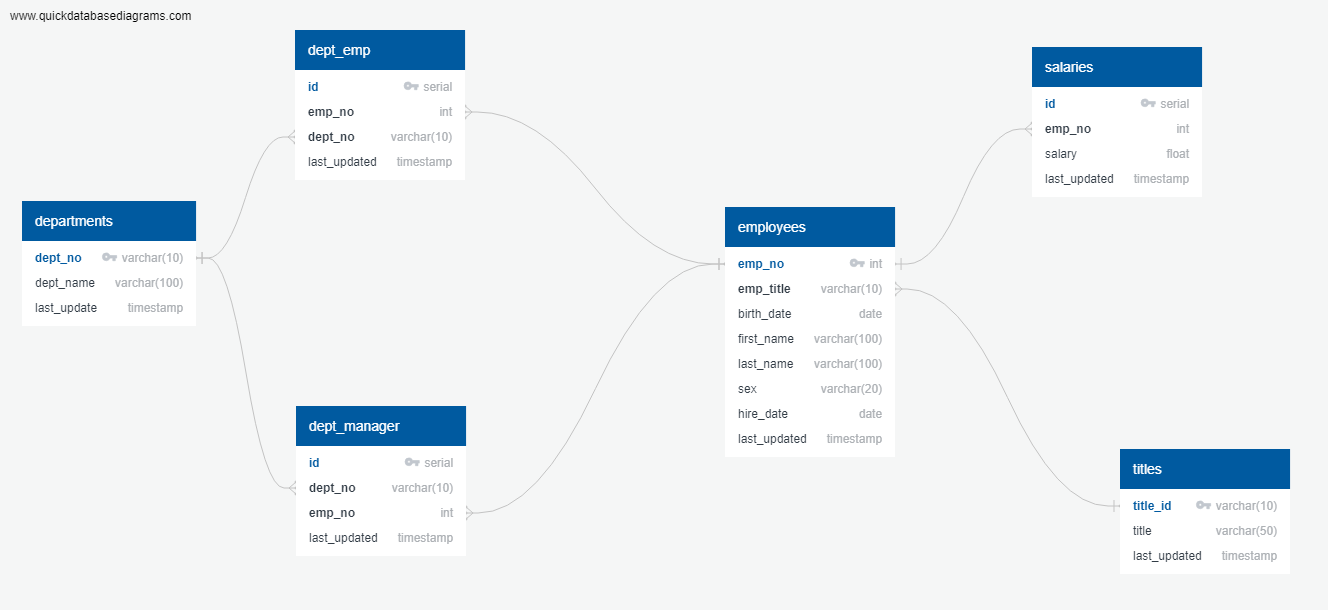 www.quickdatabasediagrams.com
dept_emp
id serial
emp_no int
dept_no varchar(10)
last_updated timestamp
salaries
id serial
emp_no int
salary float
last_updated timestamp
departments
dept_no varchar(10)
dept_name varchar(100)
last_update timestamp
employees
emp_no int
emp_title varchar(10)
birth_date date
first_name varchar(100)
last_name varchar(100)
sex varchar(20)
hire_date date
last_updated timestamp
dept_manager
id serial
dept_no varchar(10)
emp_no int
last_updated timestamp
titles
title_id varchar(10)
title varchar(50)
last_updated timestamp